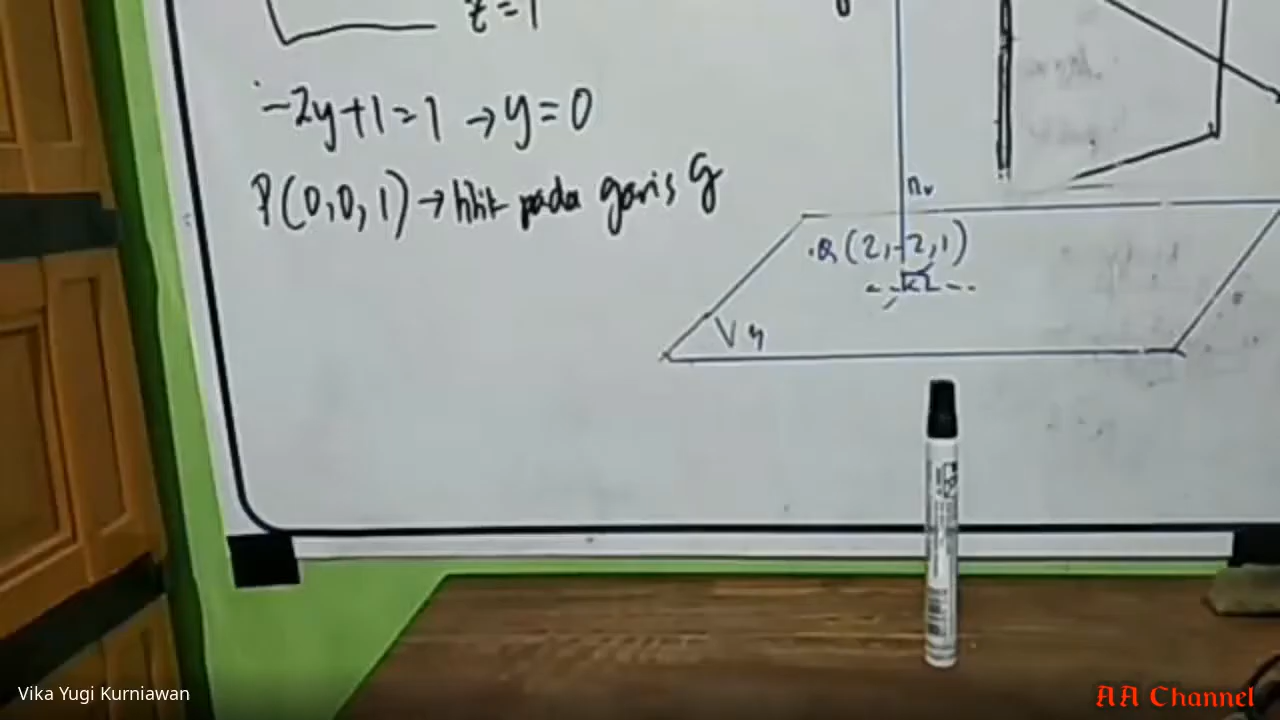 z = 1
-2y+1=1 → y=0
P(0,0,1) → titik pada garis g
n
Q(2,-2,1)
V
Vika Yugi Kurniawan
AA Channel